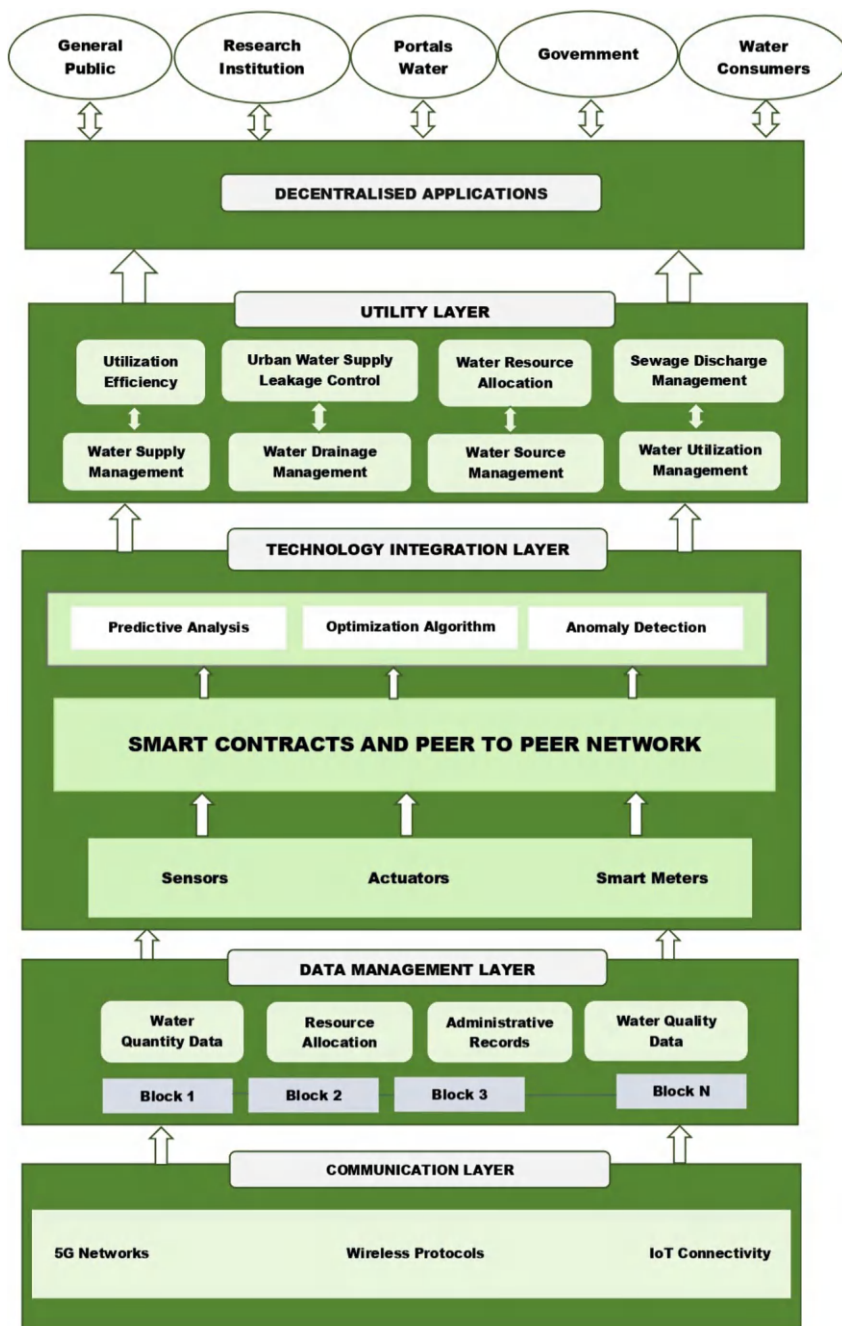 General
Public
Research
Institution
Portals
Water
Government
Water
Consumers
DECENTRALISED APPLICATIONS
UTILITY LAYER
Utilization
Efficiency
Urban Water Supply
Leakage Control
Water Resource
Allocation
Sewage Discharge
Management
Water Supply
Management
Water Drainage
Management
Water Source
Management
Water Utilization
Management
TECHNOLOGY INTEGRATION LAYER
Predictive Analysis
Optimization Algorithm
Anomaly Detection
SMART CONTRACTS AND PEER TO PEER NETWORK
Sensors
Actuators
Smart Meters
DATA MANAGEMENT LAYER
Water
Quantity Data
Resource
Allocation
Administrative
Records
Water Quality
Data
Block 1
Block 2
Block 3
Block N
COMMUNICATION LAYER
5G Networks
Wireless Protocols
IoT Connectivity